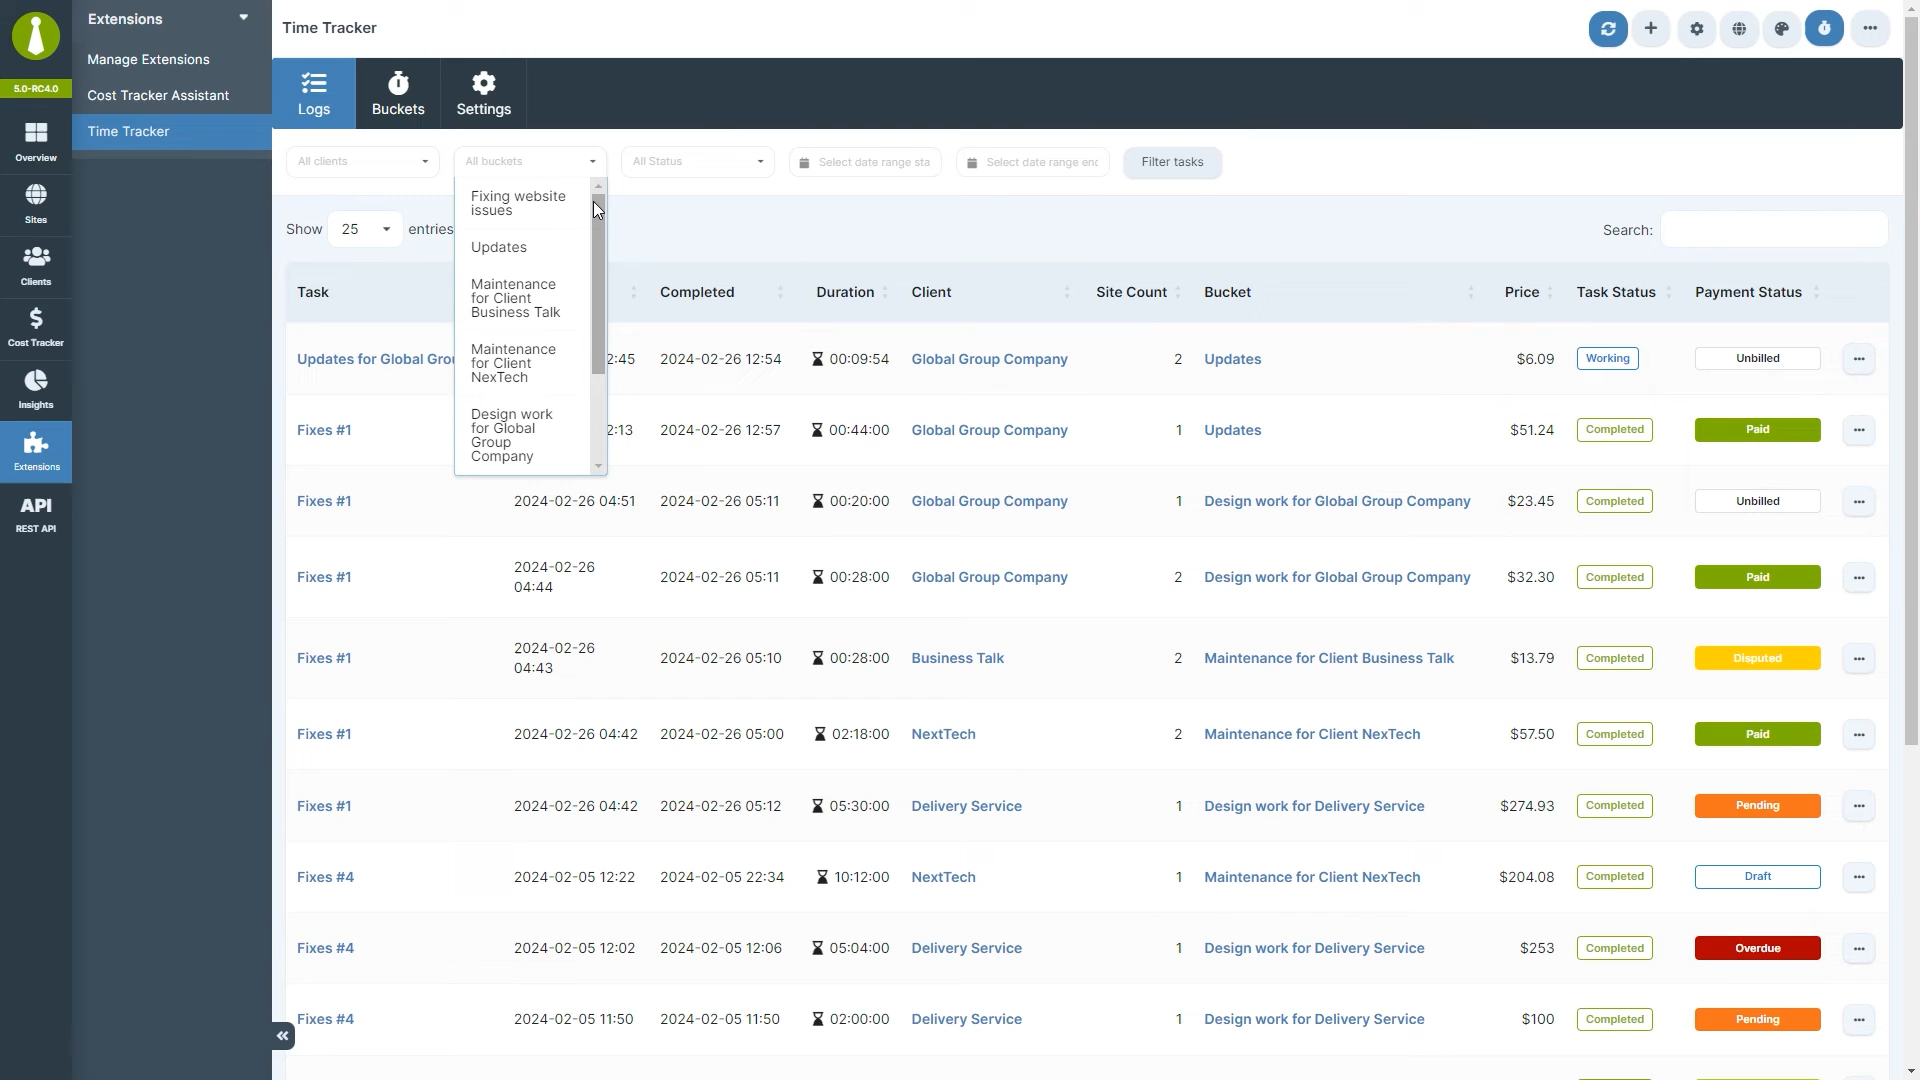 Extensions
Time Tracker
5.0-RC4.0
Manage Extensions
Cost Tracker Assistant
Time Tracker
Overview
Sites
Clients
Cost Tracker
Insights
Extensions
API
REST API
Logs
Buckets
Settings
All clients
All buckets
All Status
Select date range sta
Select date range enc
Filter tasks
Fixing website
issues
Updates
Maintenance
for Client
Business Talk
Maintenance
for Client
NexTech
Design work
for Global
Group
Company
Show 25 entries
Search:
Task Completed Duration Client Site Count Bucket Price Task Status Payment Status
Updates for Global Grou 2:45 2024-02-26 12:54 00:09:54 Global Group Company 2 Updates $6.09 Working Unbilled
Fixes #1 2:13 2024-02-26 12:57 00:44:00 Global Group Company 1 Updates $51.24 Completed Paid
Fixes #1 2024-02-26 04:51 2024-02-26 05:11 00:20:00 Global Group Company 1 Design work for Global Group Company $23.45 Completed Unbilled
Fixes #1 2024-02-26
04:44 2024-02-26 05:11 00:28:00 Global Group Company 2 Design work for Global Group Company $32.30 Completed Paid
Fixes #1 2024-02-26
04:43 2024-02-26 05:10 00:28:00 Business Talk 2 Maintenance for Client Business Talk $13.79 Completed Disputed
Fixes #1 2024-02-26 04:42 2024-02-26 05:00 02:18:00 NextTech 2 Maintenance for Client NexTech $57.50 Completed Paid
Fixes #1 2024-02-26 04:42 2024-02-26 05:12 05:30:00 Delivery Service 1 Design work for Delivery Service $274.93 Completed Pending
Fixes #4 2024-02-05 12:22 2024-02-05 22:34 10:12:00 NextTech 1 Maintenance for Client NexTech $204.08 Completed Draft
Fixes #4 2024-02-05 12:02 2024-02-05 12:06 05:04:00 Delivery Service 1 Design work for Delivery Service $253 Completed Overdue
Fixes #4 2024-02-05 11:50 2024-02-05 11:50 02:00:00 Delivery Service 1 Design work for Delivery Service $100 Completed Pending